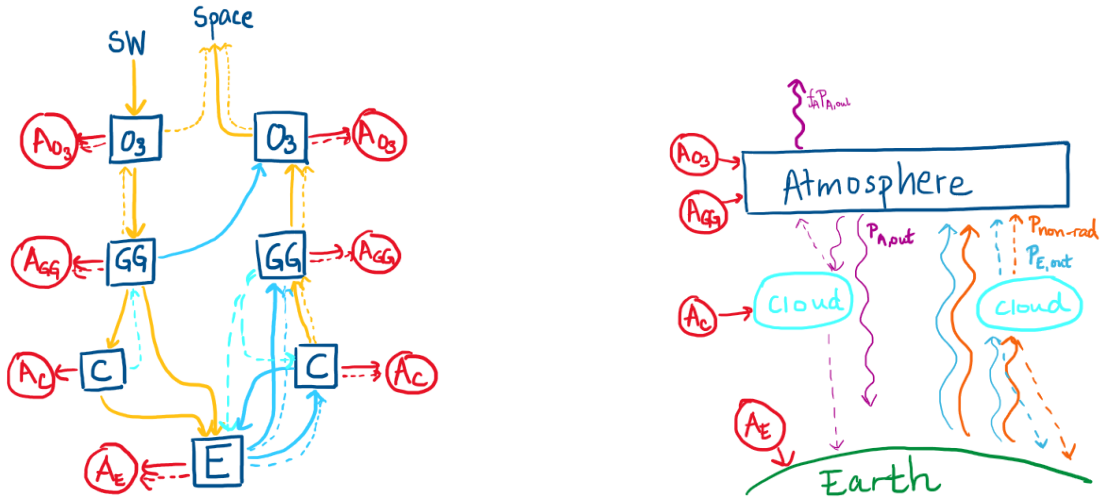 Space
SW
A_O3
O3
O3
A_O3
A_GG
GG
GG
A_GG
A_C
C
C
A_C
A_E
E
f_A P_A,out
A_O3
Atmosphere
A_GG
P_A,out
P_non-rad
P_E,out
Cloud
Cloud
A_C
A_E
Earth